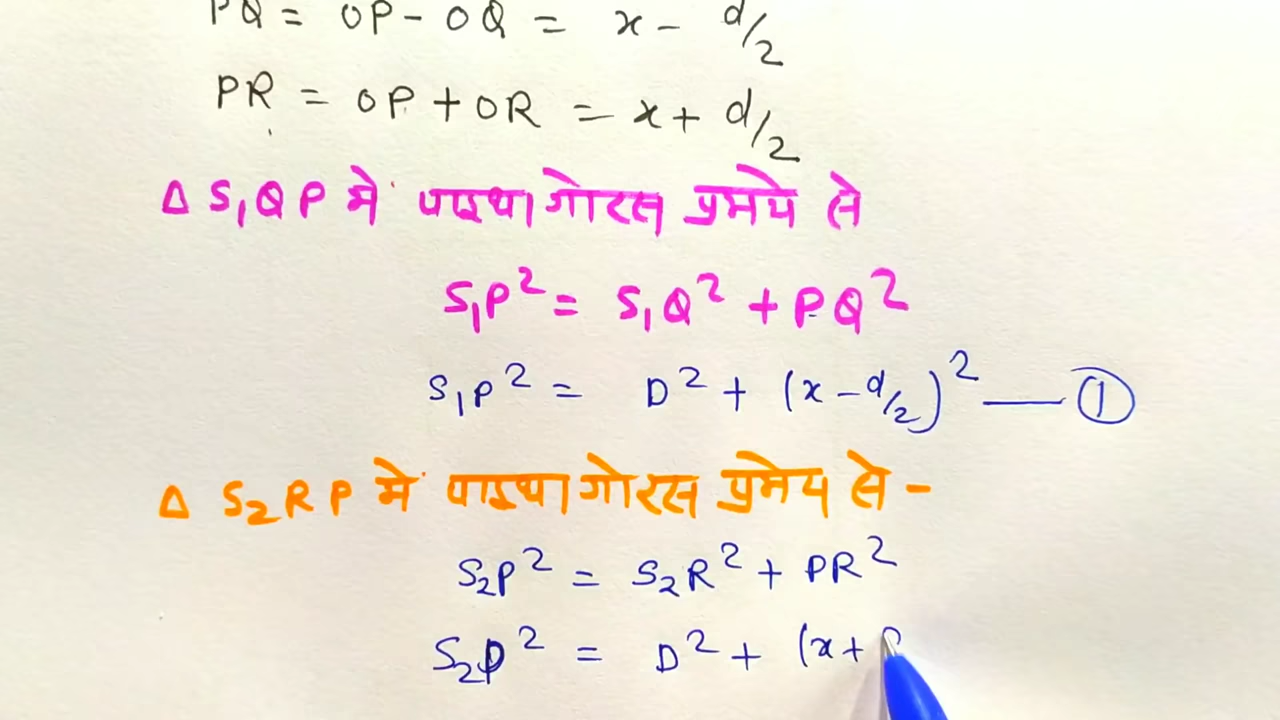 PQ = OP - OQ = x - d/2
PR = OP + OR = x + d/2
Δ S₁QP में पाइथागोरस प्रमेय से
S₁P² = S₁Q² + PQ²
S₁P² = D² + (x - d/2)² — ①
Δ S₂RP में पाइथागोरस प्रमेय से -
S₂P² = S₂R² + PR²
S₂P² = D² + (x +